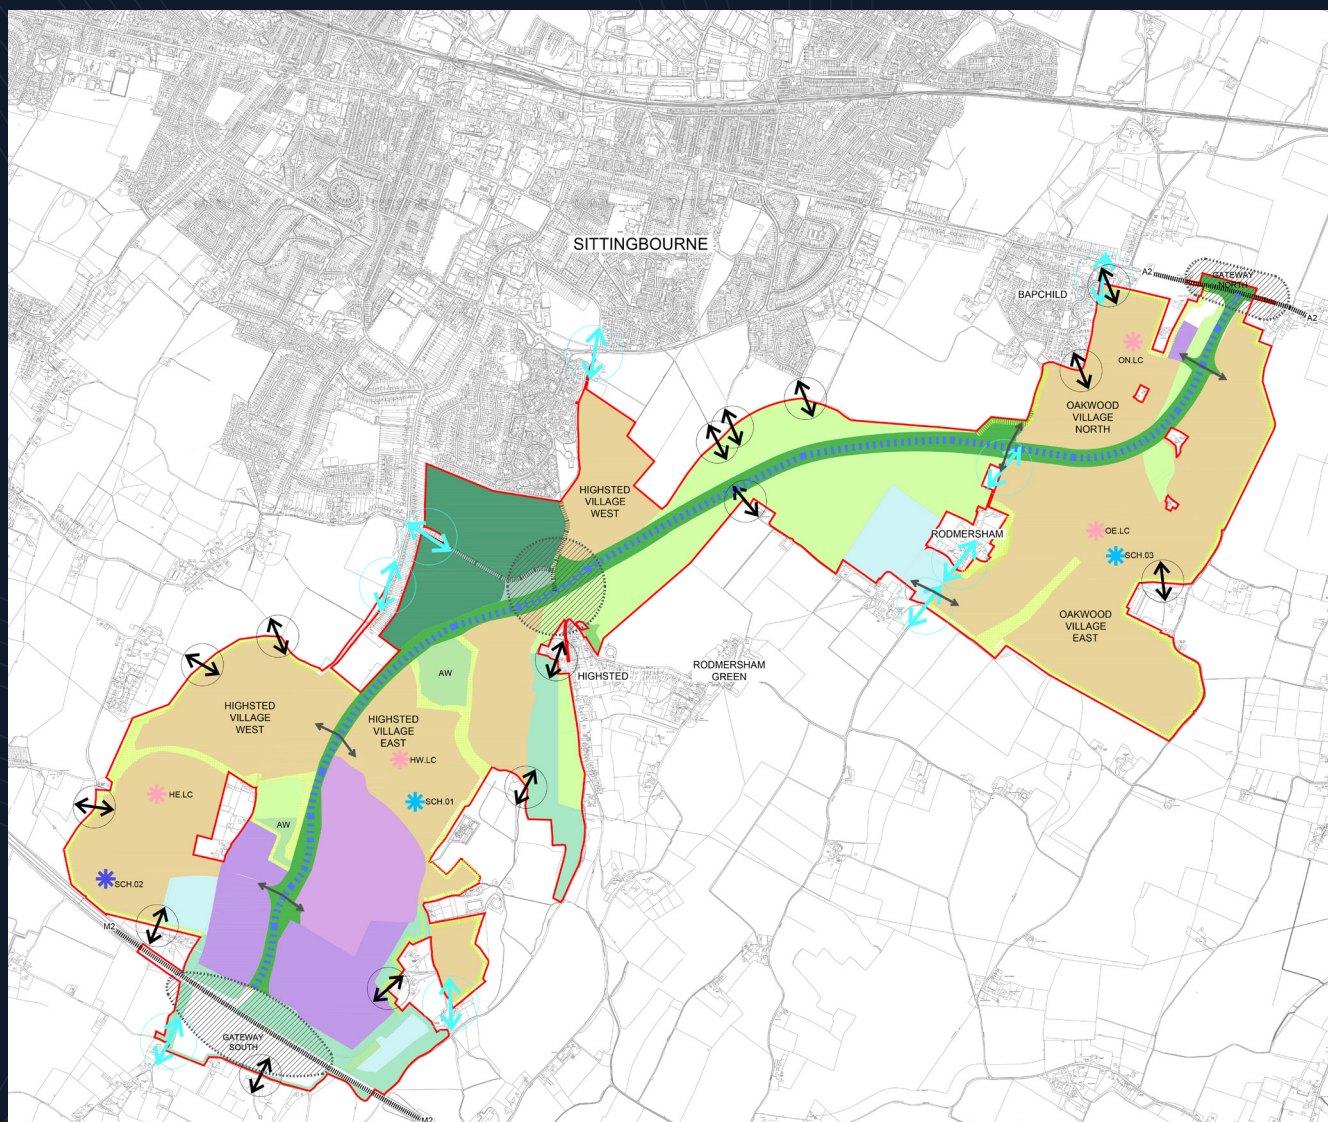 SITTINGBOURNE
A2
GATEWAY
NORTH
BAPCHILD
A2
ON.LC
OAKWOOD
VILLAGE
NORTH
HIGHSTED
VILLAGE
WEST
RODMERSHAM
OE.LC
SCH.03
OAKWOOD
VILLAGE
EAST
AW
HIGHSTED
RODMERSHAM
GREEN
HIGHSTED
VILLAGE
WEST
HIGHSTED
VILLAGE
EAST
HW.LC
HE.LC
SCH.01
AW
SCH.02
M2
GATEWAY
SOUTH
M2